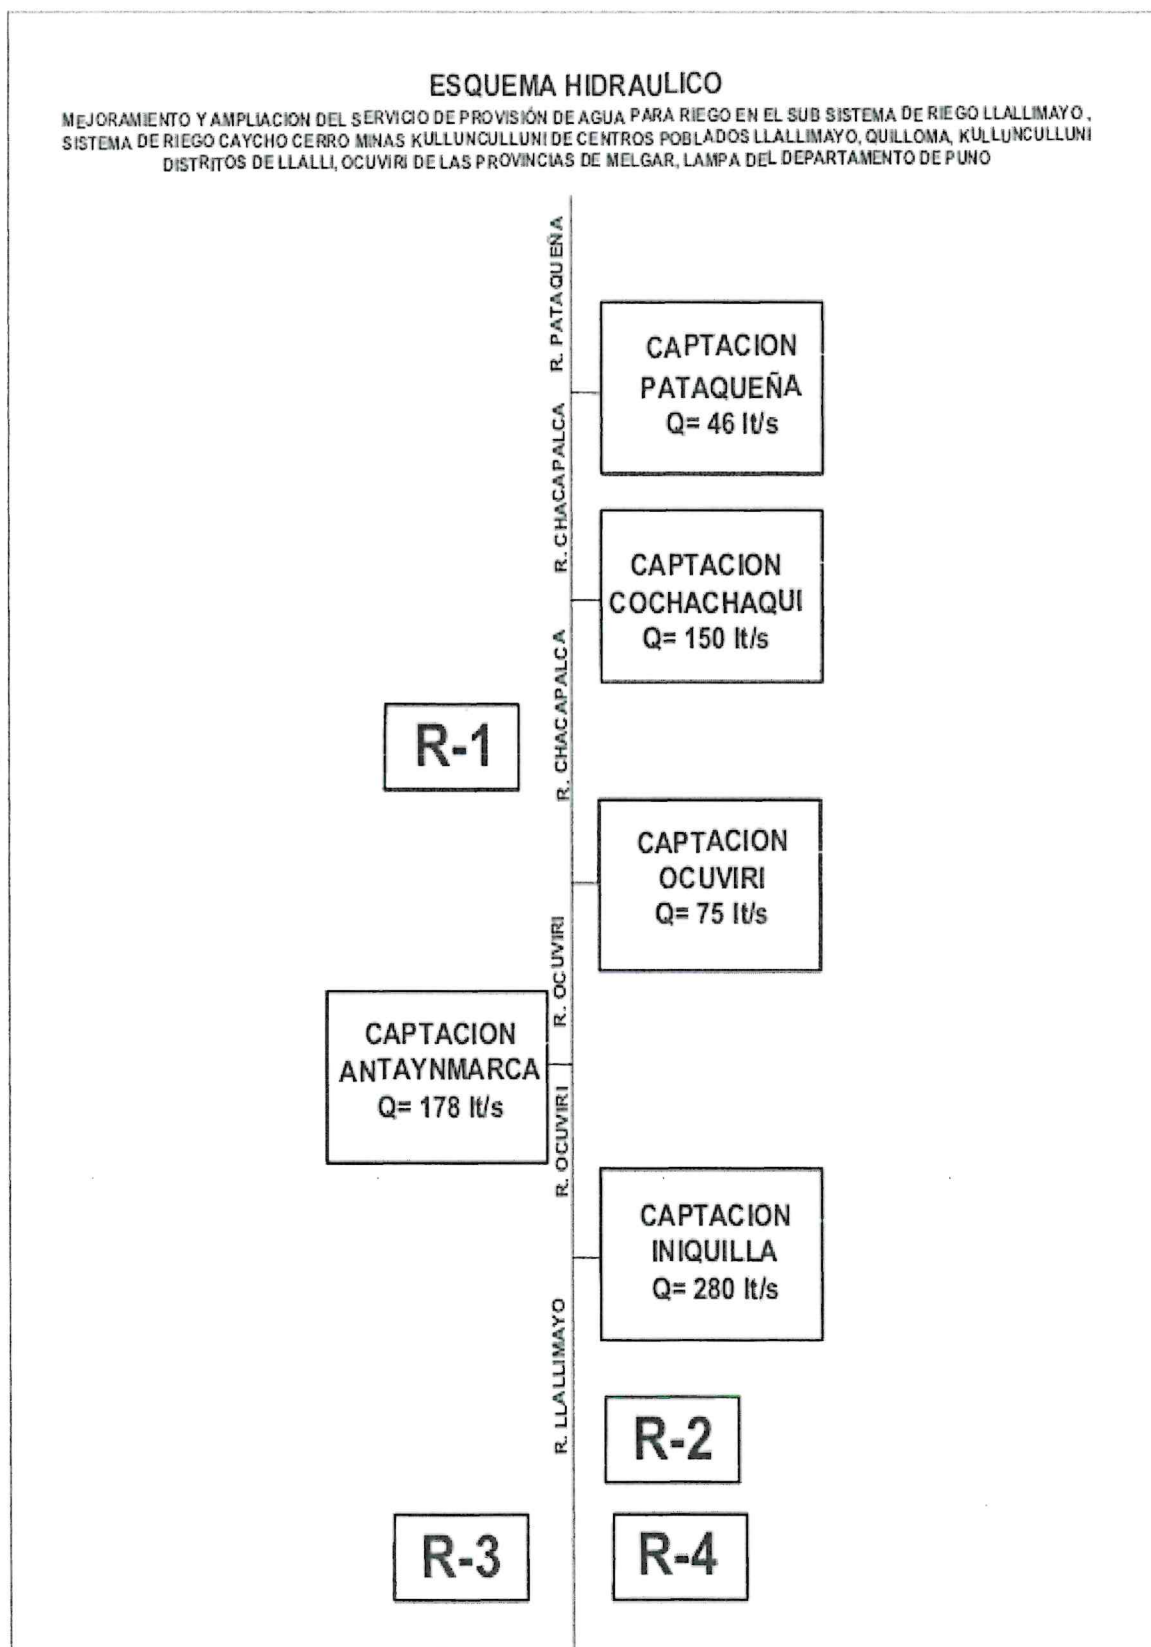 ESQUEMA HIDRAULICO
MEJORAMIENTO Y AMPLIACION DEL SERVICIO DE PROVISIÓN DE AGUA PARA RIEGO EN EL SUB SISTEMA DE RIEGO LLALLIMAYO,
SISTEMA DE RIEGO CAYCHO CERRO MINAS KULLUNCULLUNI DE CENTROS POBLADOS LLALLIMAYO, QUILLOMA, KULLUNCULLUNI
DISTRITOS DE LLALLI, OCUVIRI DE LAS PROVINCIAS DE MELGAR, LAMPA DEL DEPARTAMENTO DE PUNO
R. PATAQUEÑA
CAPTACION
PATAQUEÑA
Q= 46 lt/s
R. CHACAPALCA
CAPTACION
COCHACHAQUI
Q= 150 lt/s
R. CHACAPALCA
R-1
CAPTACION
OCUVIRI
Q= 75 lt/s
R. OCUVIRI
CAPTACION
ANTAYNMARCA
Q= 178 lt/s
R. OCUVIRI
CAPTACION
INIQUILLA
Q= 280 lt/s
R. LLALLIMAYO
R-2
R-3
R-4